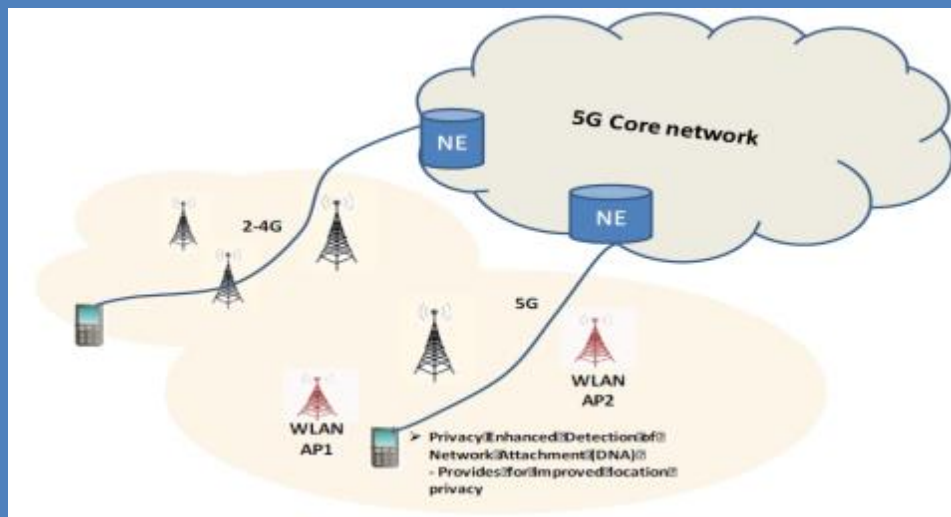 5G Core network
NE
NE
2-4G
5G
WLAN
AP2
WLAN
AP1
➢ Privacy⍰Enhanced⍰Detection⍰of⍰
Network⍰Attachment⍰(DNA)⍰
-⍰Provides⍰for⍰Improved⍰location⍰
privacy